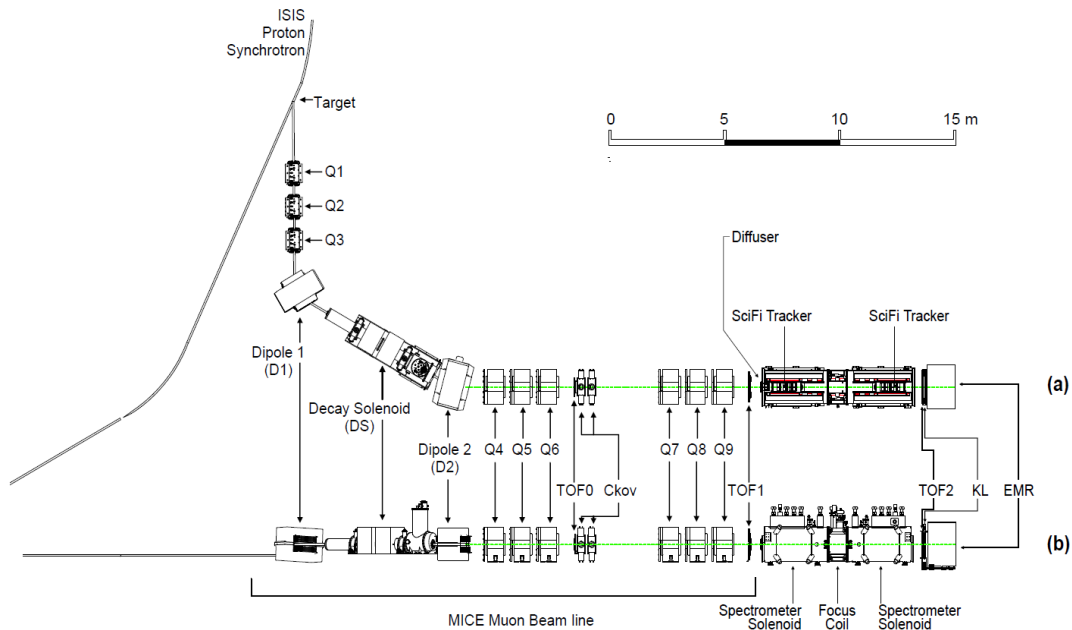 ISIS
Proton
Synchrotron
Target
0 5 10 15 m
Q1
Q2
Q3
Diffuser
SciFi Tracker SciFi Tracker
Dipole 1
(D1)
Decay Solenoid
(DS)
Dipole 2
(D2)
(a)
Q4 Q5 Q6 Q7 Q8 Q9
TOF0 Ckov TOF1 TOF2 KL EMR
(b)
MICE Muon Beam line
Spectrometer
Solenoid
Focus
Coil
Spectrometer
Solenoid